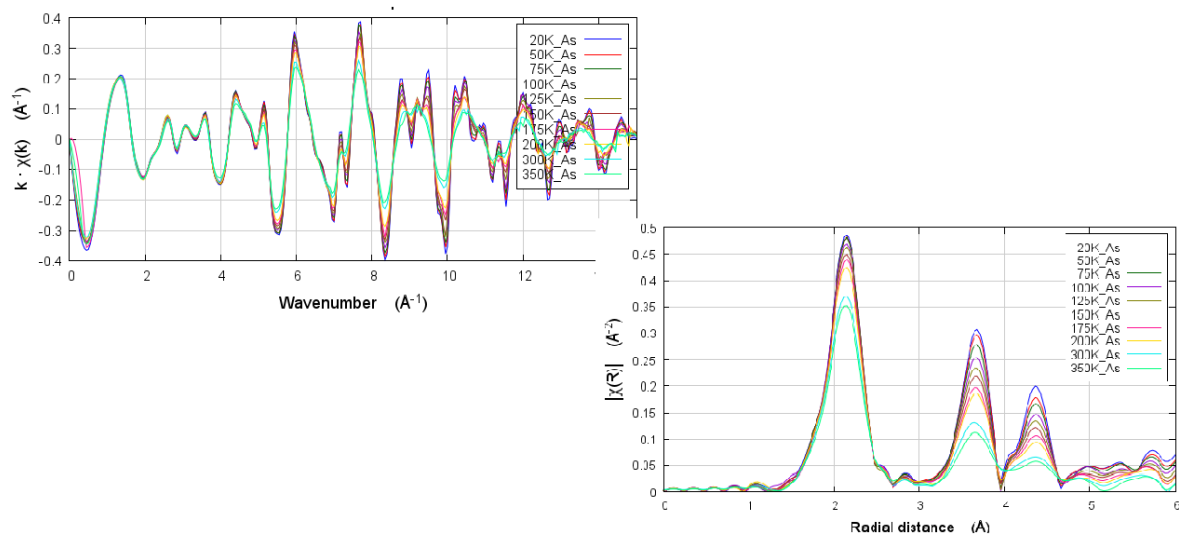 0.4
0.3
0.2
0.1
0
-0.1
-0.2
-0.3
-0.4
k · χ(k) (Å⁻¹)
20K_As
50K_As
75K_As
100K_As
25K_As
50K_As
175K_As
200K_As
300K_As
350K_As
0 2 4 6 8 10 12
Wavenumber (Å⁻¹)
0.5
0.45
0.4
0.35
0.3
0.25
0.2
0.15
0.1
0.05
0
|χ(R)| (Å⁻²)
20K_As
50K_As
75K_As
100K_As
125K_As
150K_As
175K_As
200K_As
300K_As
350K_As
0 1 2 3 4 5 6
Radial distance (Å)